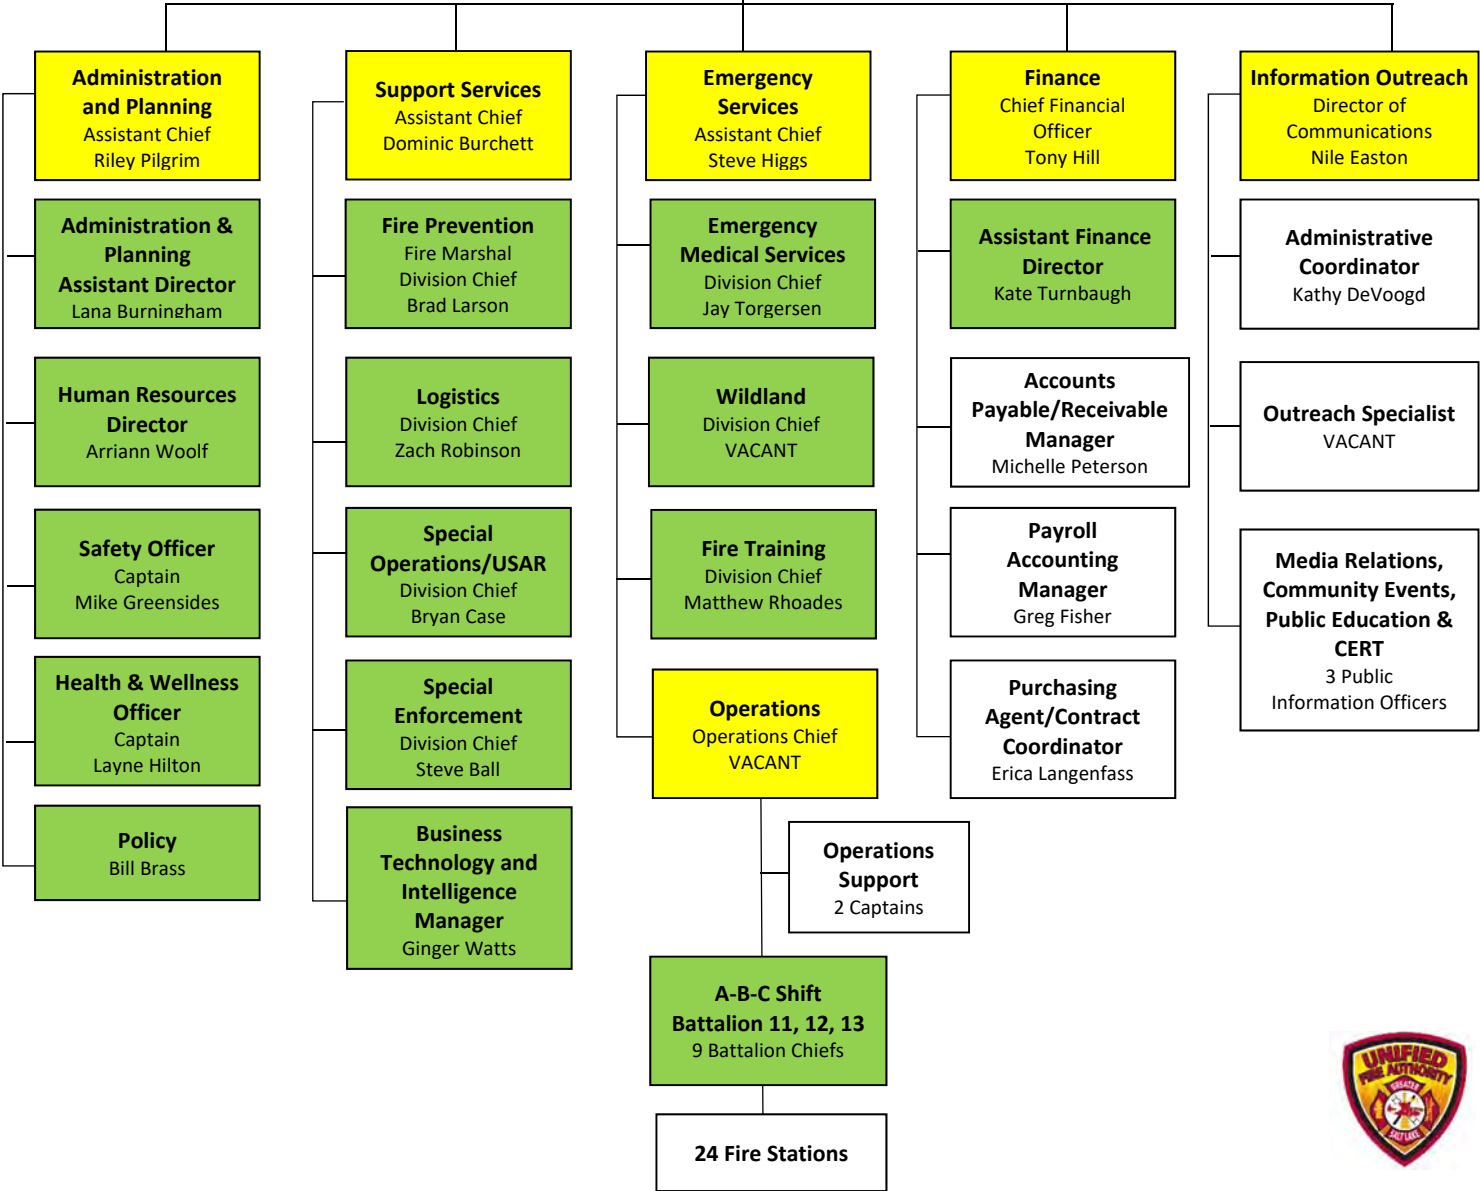 Administration
and Planning
Assistant Chief
Riley Pilgrim
Administration &
Planning
Assistant Director
Lana Burningham
Human Resources
Director
Arriann Woolf
Safety Officer
Captain
Mike Greensides
Health & Wellness
Officer
Captain
Layne Hilton
Policy
Bill Brass
Support Services
Assistant Chief
Dominic Burchett
Fire Prevention
Fire Marshal
Division Chief
Brad Larson
Logistics
Division Chief
Zach Robinson
Special
Operations/USAR
Division Chief
Bryan Case
Special
Enforcement
Division Chief
Steve Ball
Business
Technology and
Intelligence
Manager
Ginger Watts
Emergency
Services
Assistant Chief
Steve Higgs
Emergency
Medical Services
Division Chief
Jay Torgersen
Wildland
Division Chief
VACANT
Fire Training
Division Chief
Matthew Rhoades
Operations
Operations Chief
VACANT
Operations
Support
2 Captains
A-B-C Shift
Battalion 11, 12, 13
9 Battalion Chiefs
24 Fire Stations
Finance
Chief Financial
Officer
Tony Hill
Assistant Finance
Director
Kate Turnbaugh
Accounts
Payable/Receivable
Manager
Michelle Peterson
Payroll
Accounting
Manager
Greg Fisher
Purchasing
Agent/Contract
Coordinator
Erica Langenfass
Information Outreach
Director of
Communications
Nile Easton
Administrative
Coordinator
Kathy DeVoogd
Outreach Specialist
VACANT
Media Relations,
Community Events,
Public Education &
CERT
3 Public
Information Officers
UNIFIED
FIRE AUTHORITY
GREATER
SALT LAKE